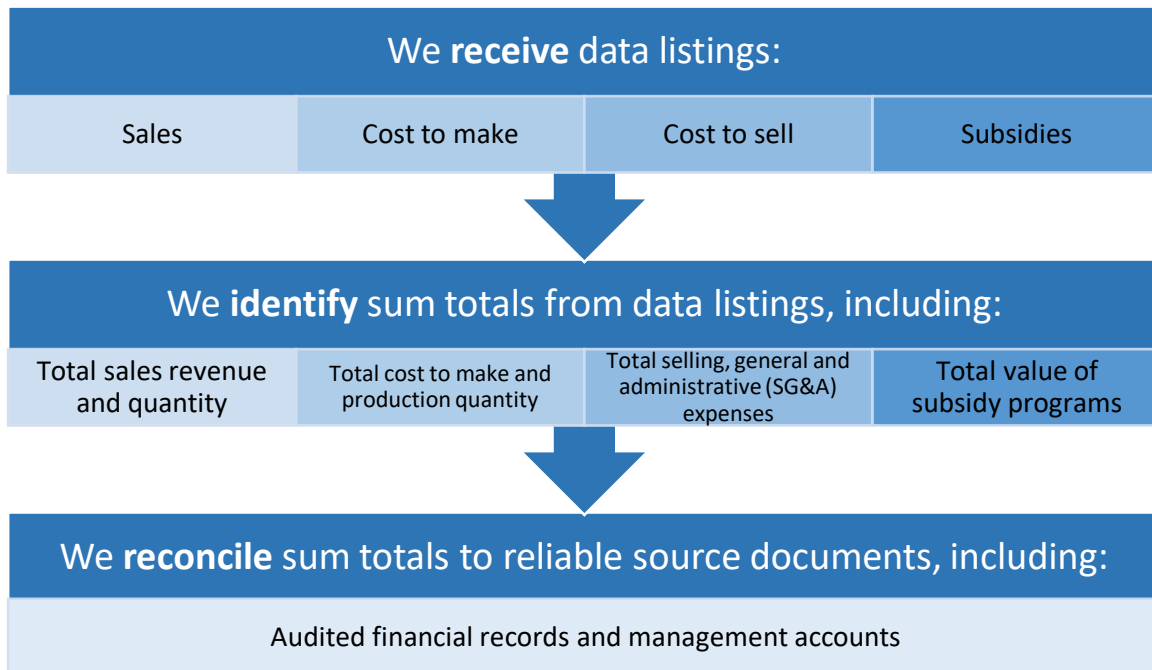 We receive data listings:
Sales
Cost to make
Cost to sell
Subsidies
We identify sum totals from data listings, including:
Total sales revenue
and quantity
Total cost to make and
production quantity
Total selling, general and
administrative (SG&A)
expenses
Total value of
subsidy programs
We reconcile sum totals to reliable source documents, including:
Audited financial records and management accounts